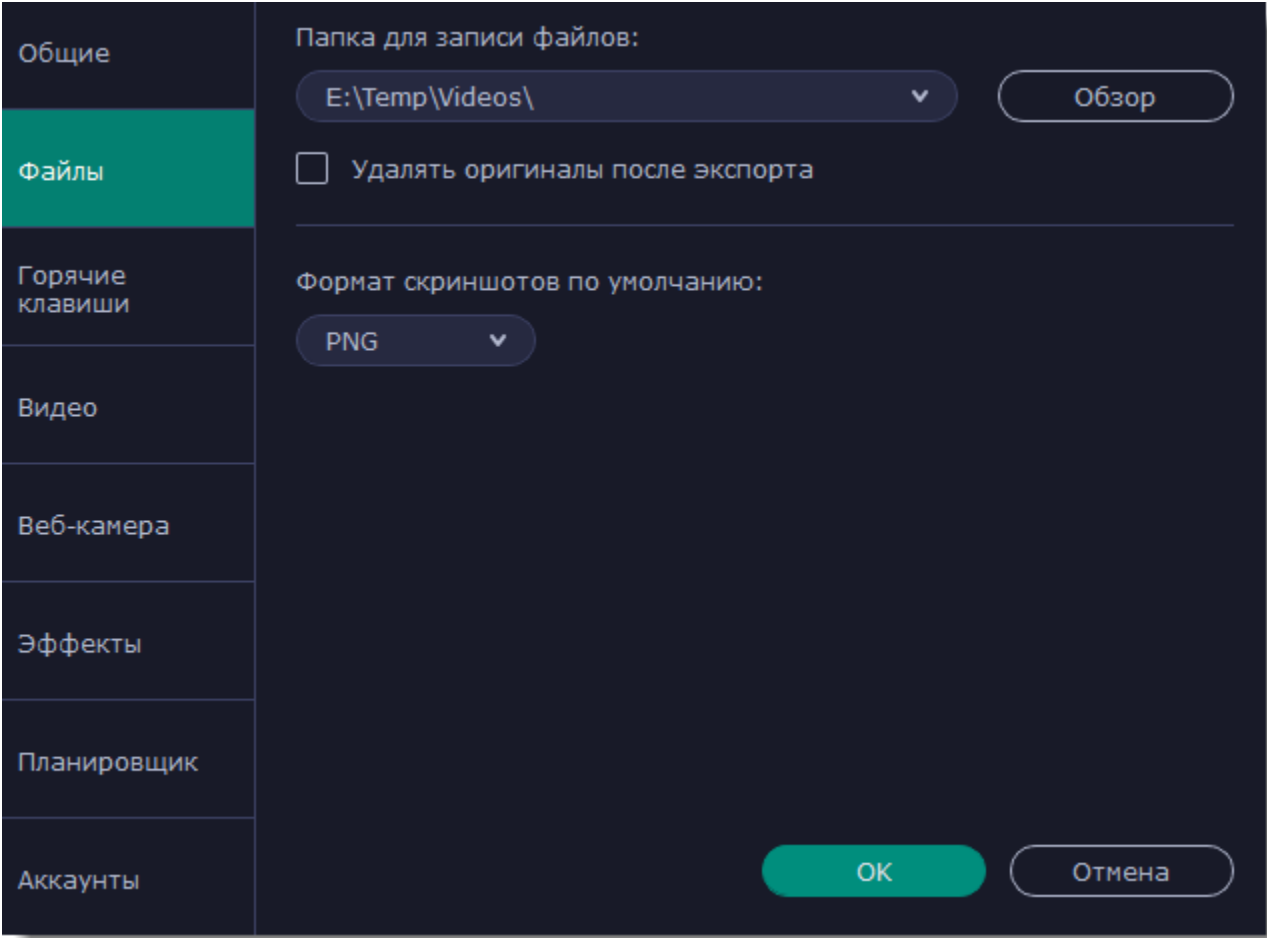 Общие
Файлы
Горячие
клавиши
Видео
Веб-камера
Эффекты
Планировщик
Аккаунты
Папка для записи файлов:
E:\Temp\Videos\
Обзор
Удалять оригиналы после экспорта
Формат скриншотов по умолчанию:
PNG
OK
Отмена